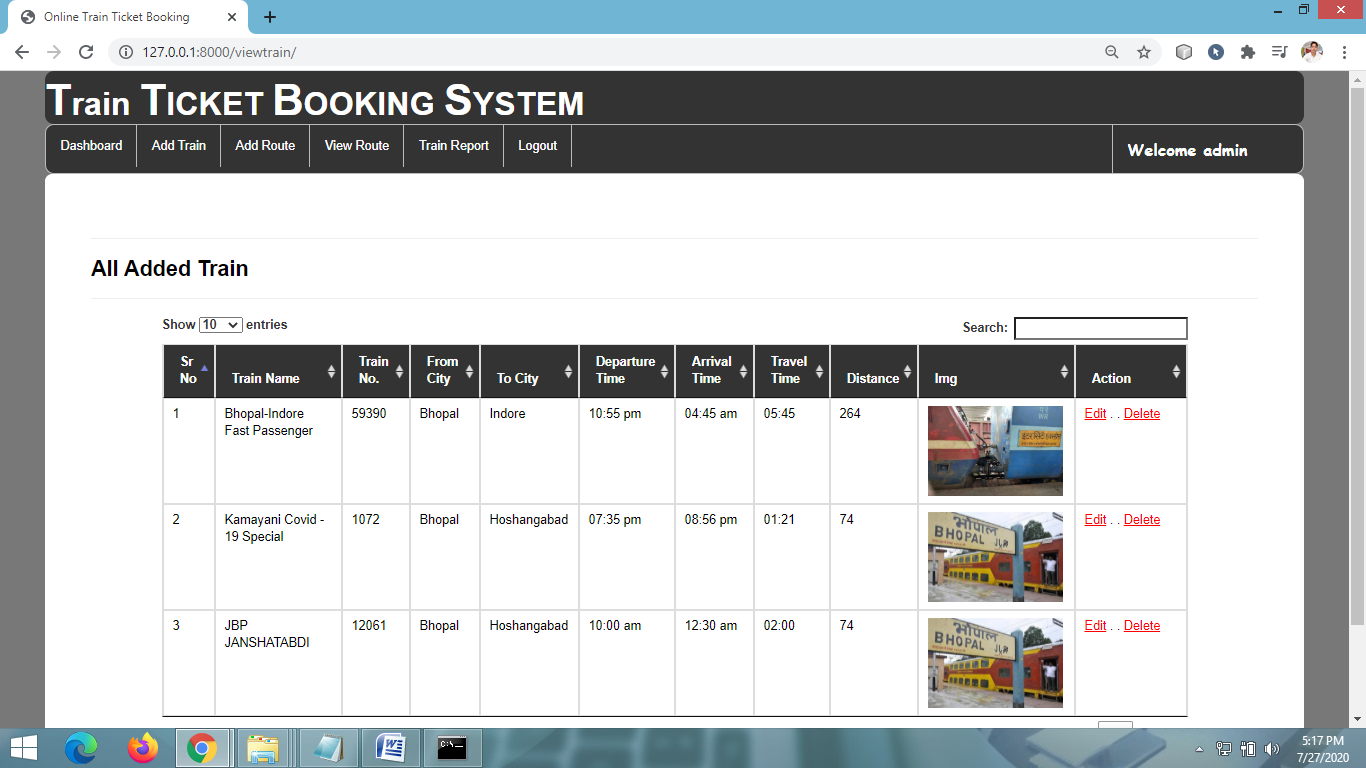 Online Train Ticket Booking
127.0.0.1:8000/viewtrain/
Train TICKET BOOKING SYSTEM
Dashboard Add Train Add Route View Route Train Report Logout Welcome admin
All Added Train
Show 10 entries Search:
Sr No Train Name Train No. From City To City Departure Time Arrival Time Travel Time Distance Img Action
1 Bhopal-Indore Fast Passenger 59390 Bhopal Indore 10:55 pm 04:45 am 05:45 264 Edit . . Delete
2 Kamayani Covid - 19 Special 1072 Bhopal Hoshangabad 07:35 pm 08:56 pm 01:21 74 Edit . . Delete
भोपाल
BHOPAL
3 JBP JANSHATABDI 12061 Bhopal Hoshangabad 10:00 am 12:30 am 02:00 74 Edit . . Delete
भोपाल
BHOPAL
C:\
5:17 PM
7/27/2020